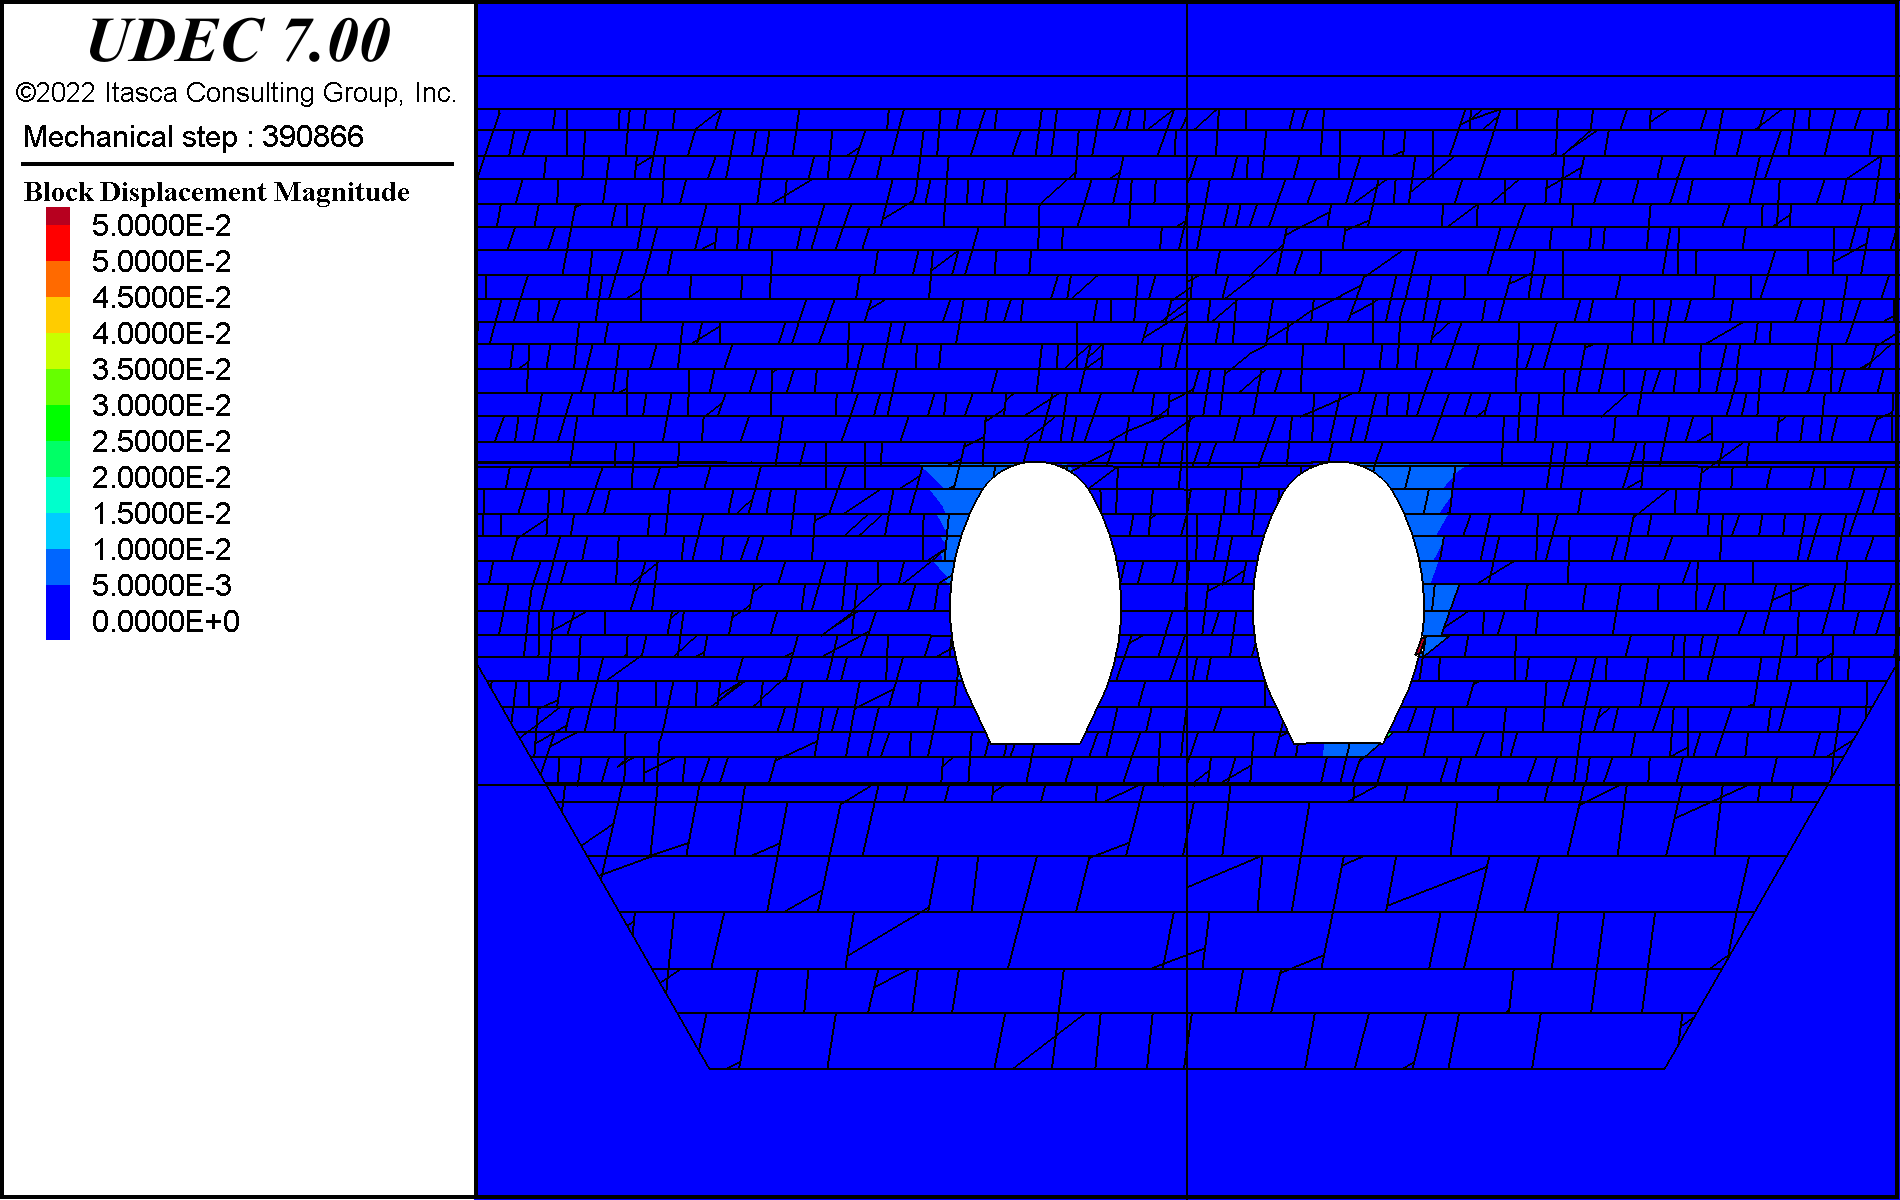 UDEC 7.00
©2022 Itasca Consulting Group, Inc.
Mechanical step : 390866
Block Displacement Magnitude
5.0000E-2
5.0000E-2
4.5000E-2
4.0000E-2
3.5000E-2
3.0000E-2
2.5000E-2
2.0000E-2
1.5000E-2
1.0000E-2
5.0000E-3
0.0000E+0